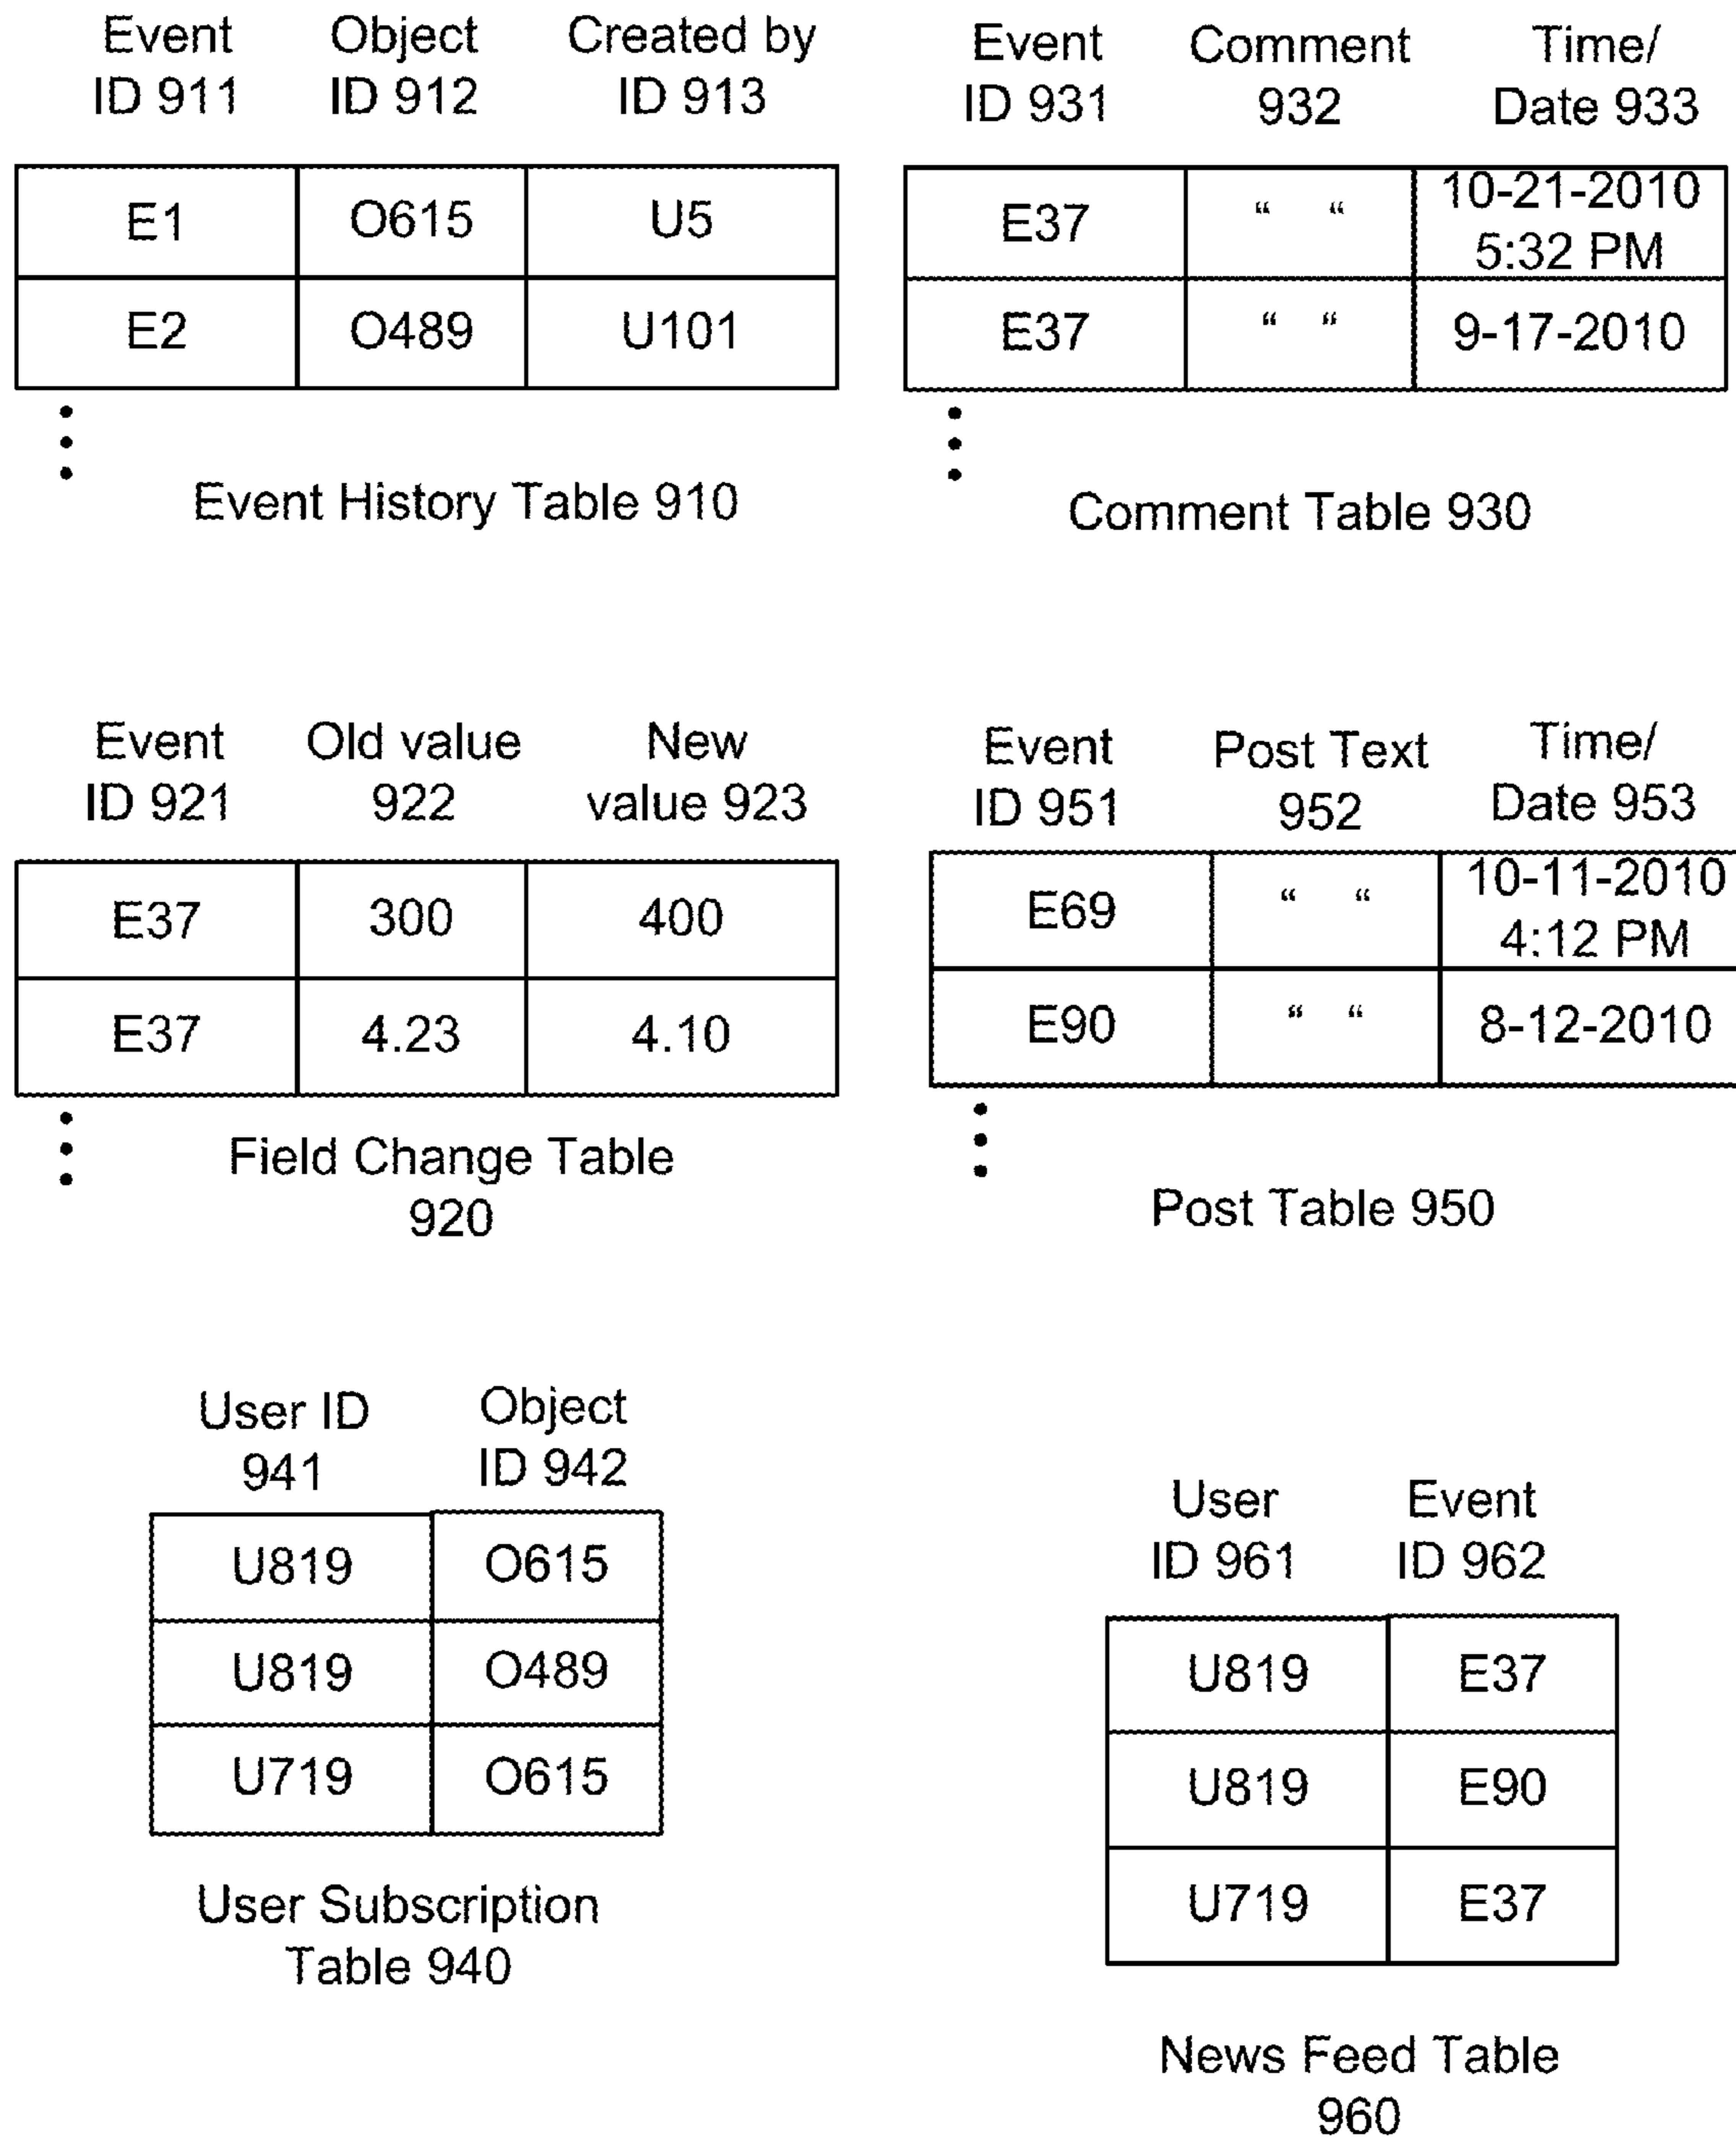 Event Object Created by
ID 911 ID 912 ID 913
E1 O615 U5
E2 O489 U101
Event History Table 910
Event Comment Time/
ID 931 932 Date 933
E37 “ “ 10-21-2010
5:32 PM
E37 “ “ 9-17-2010
Comment Table 930
Event Old value New
ID 921 922 value 923
E37 300 400
E37 4.23 4.10
Field Change Table
920
Event Post Text Time/
ID 951 952 Date 953
E69 “ “ 10-11-2010
4:12 PM
E90 “ “ 8-12-2010
Post Table 950
User ID Object
941 ID 942
U819 O615
U819 O489
U719 O615
User Subscription
Table 940
User Event
ID 961 ID 962
U819 E37
U819 E90
U719 E37
News Feed Table
960